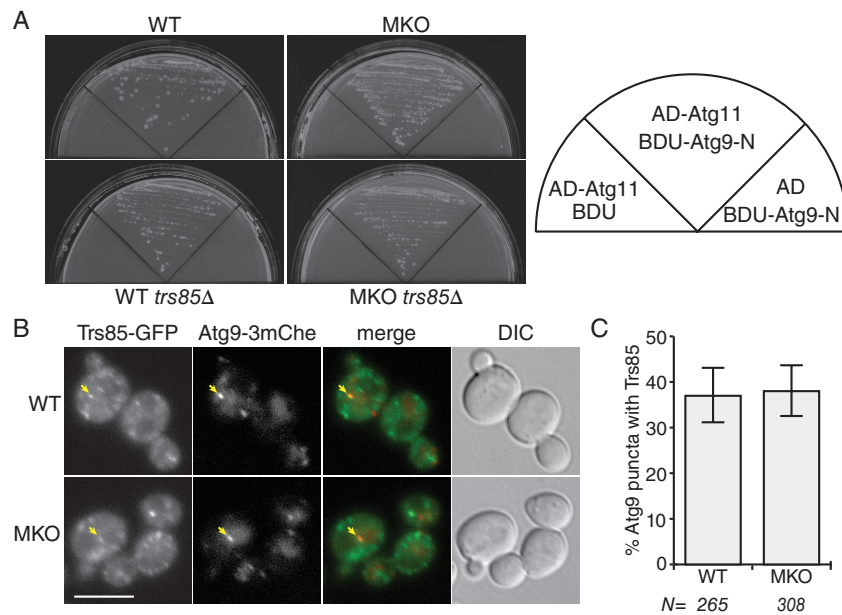 A
WT
MKO
WT trs85Δ
MKO trs85Δ
AD-Atg11
BDU-Atg9-N
AD-Atg11
BDU
AD
BDU-Atg9-N
B
Trs85-GFP
Atg9-3mChe
merge
DIC
WT
MKO
C
% Atg9 puncta with Trs85
50
40
30
20
10
0
WT
MKO
N= 265 308